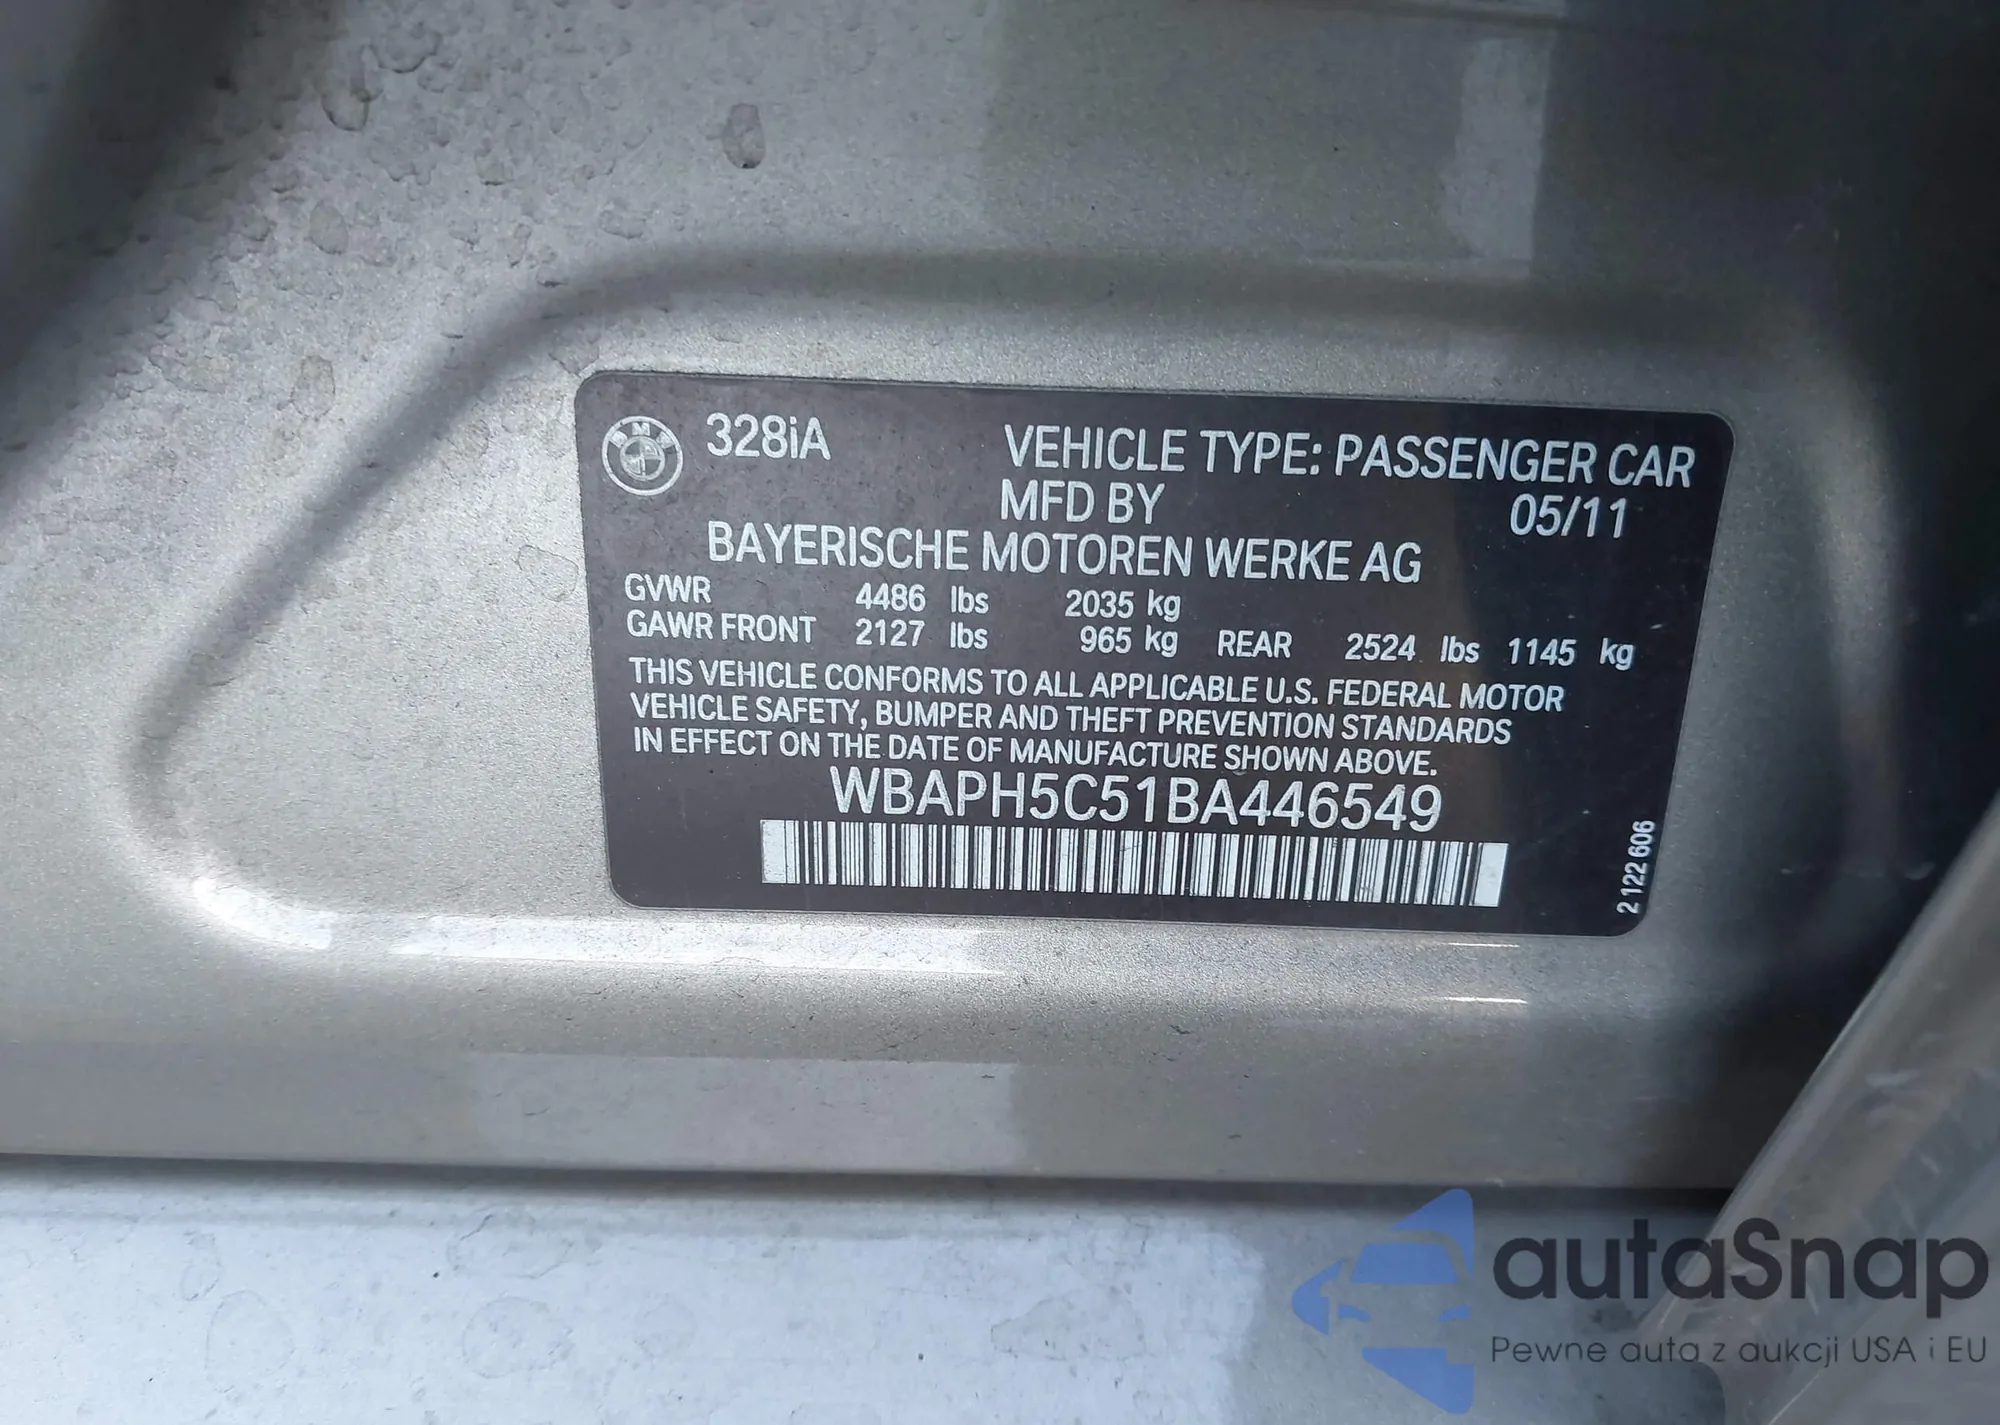 BMW 328iA VEHICLE TYPE: PASSENGER CAR
MFD BY 05/11
BAYERISCHE MOTOREN WERKE AG
GVWR 4486 lbs 2035 kg
GAWR FRONT 2127 lbs 965 kg REAR 2524 lbs 1145 kg
THIS VEHICLE CONFORMS TO ALL APPLICABLE U.S. FEDERAL MOTOR
VEHICLE SAFETY, BUMPER AND THEFT PREVENTION STANDARDS
IN EFFECT ON THE DATE OF MANUFACTURE SHOWN ABOVE.
WBAPH5C51BA446549
2 122 606
autoSnap
Pewne auta z aukcji USA i EU